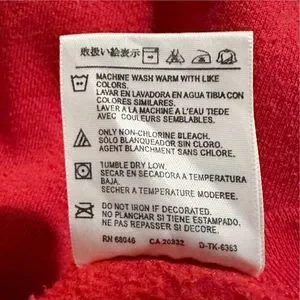 取扱い絵表示
MACHINE WASH WARM WITH LIKE
COLORS.
LAVAR EN LAVADORA EN AGUA TIBIA CON
COLORES SIMILARES.
LAVER A LA MACHINE A L'EAU TIEDE
AVEC COULEURS SEMBLABLES.
ONLY NON-CHLORINE BLEACH.
SOLO BLANQUEADOR SIN CLORO.
AGENT BLANCHMENT SANS CHLORE.
TUMBLE DRY LOW.
SECAR EN SECADORA A TEMPERATURA
BAJA.
SECHER A TEMPERATURE MODEREE.
DO NOT IRON IF DECORATED.
NO PLANCHAR SI TIENE ESTAMPADO.
NE PAS REPASSER SI DECORE.
RN 68046 CA 20332 D-TK-6363